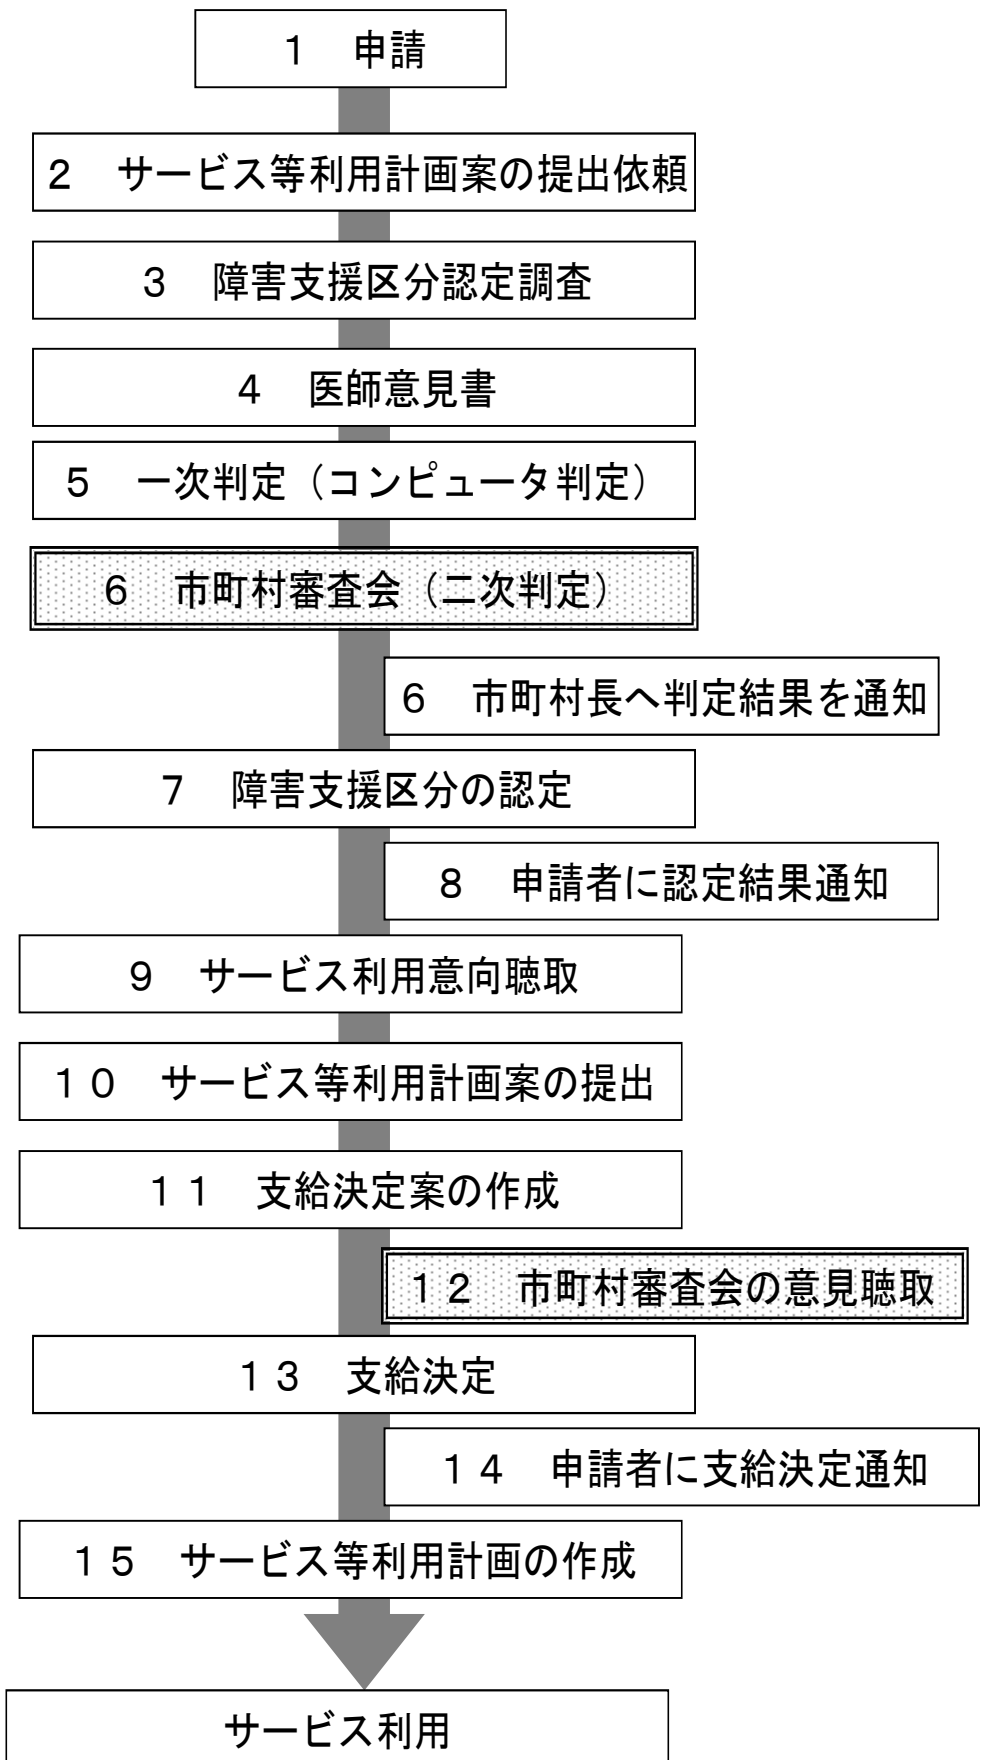 １　申請
２　サービス等利用計画案の提出依頼
３　障害支援区分認定調査
４　医師意見書
５　一次判定（コンピュータ判定）
６　市町村審査会（二次判定）
６　市町村長へ判定結果を通知
７　障害支援区分の認定
８　申請者に認定結果通知
９　サービス利用意向聴取
１０　サービス等利用計画案の提出
１１　支給決定案の作成
１２　市町村審査会の意見聴取
１３　支給決定
１４　申請者に支給決定通知
１５　サービス等利用計画の作成
サービス利用